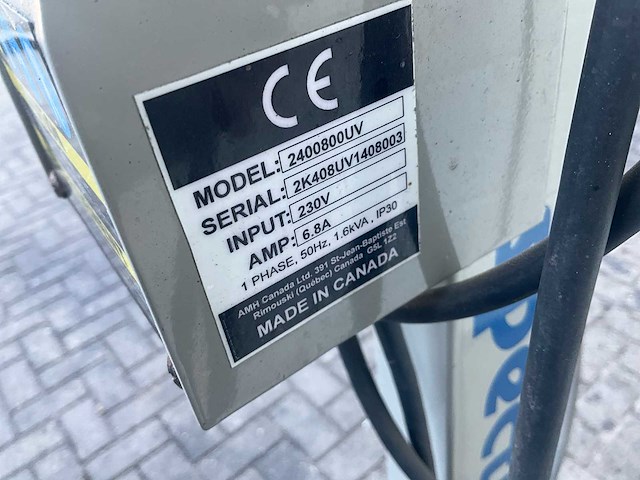 CE
MODEL: 2400800UV
SERIAL: 2K408UV1408003
INPUT: 230V
AMP: 6.8A
1 PHASE, 50Hz, 1.6kVA , IP30
AMH Canada Ltd, 391 St-Jean-Baptiste Est
Rimouski (Québec) Canada G5L 1Z2
MADE IN CANADA